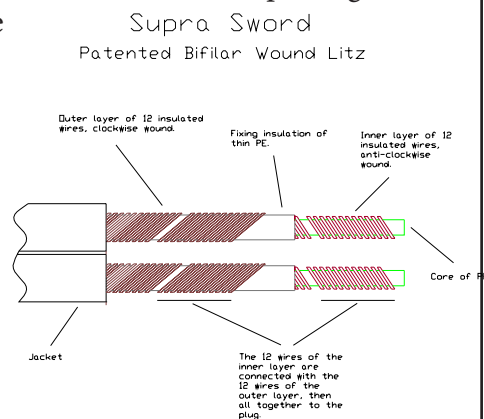 Supra Sword
Patented Bifilar Wound Litz
Outer layer of 12 insulated
wires, clockwise wound.
Fixing insulation of
thin PE.
Inner layer of 12
insulated wires,
anti-clockwise
wound.
Core of
Jacket
The 12 wires of the
inner layer are
connected with the
12 wires of the
outer layer, then
all together to the
plug.